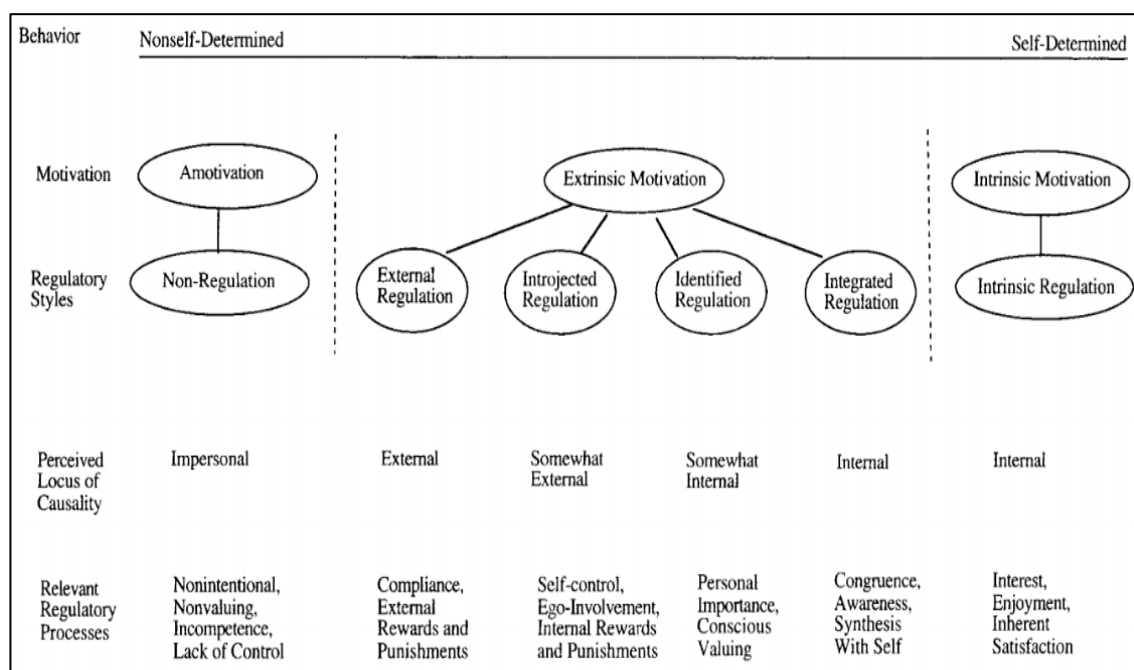 Behavior
Nonself-Determined
Self-Determined
Motivation
Amotivation
Extrinsic Motivation
Intrinsic Motivation
Regulatory
Styles
Non-Regulation
External
Regulation
Introjected
Regulation
Identified
Regulation
Integrated
Regulation
Intrinsic Regulation
Perceived
Locus of
Causality
Impersonal
External
Somewhat
External
Somewhat
Internal
Internal
Internal
Relevant
Regulatory
Processes
Nonintentional,
Nonvaluing,
Incompetence,
Lack of Control
Compliance,
External
Rewards and
Punishments
Self-control,
Ego-Involvement,
Internal Rewards
and Punishments
Personal
Importance,
Conscious
Valuing
Congruence,
Awareness,
Synthesis
With Self
Interest,
Enjoyment,
Inherent
Satisfaction